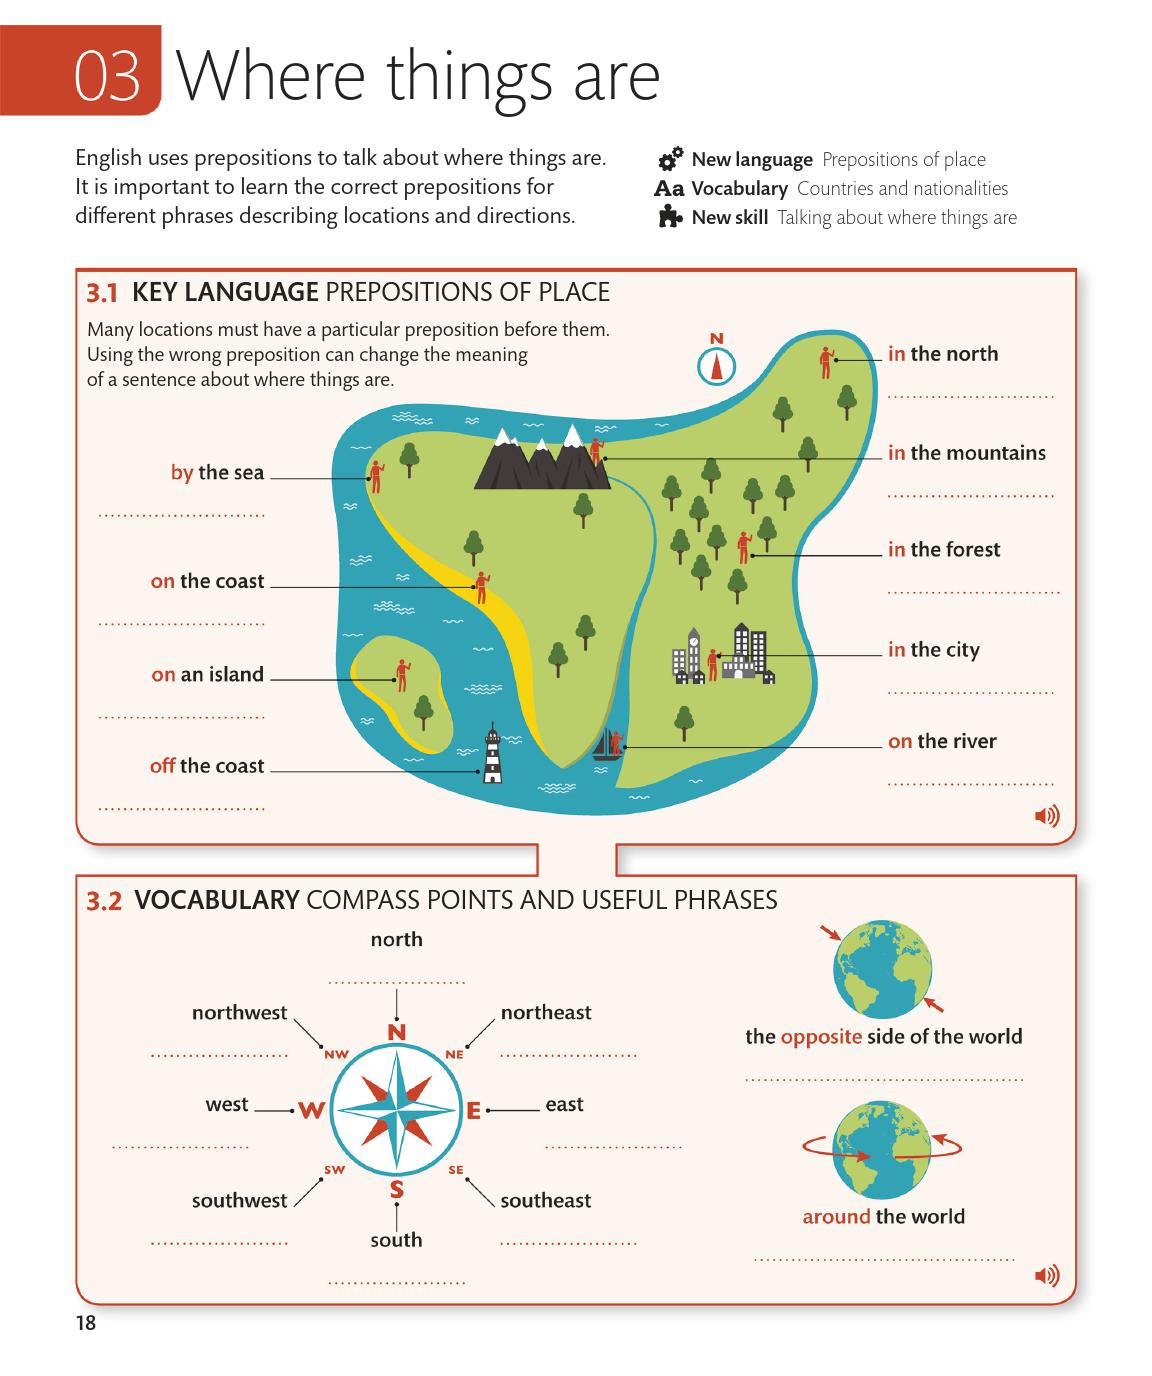 03 Where things are
English uses prepositions to talk about where things are.
It is important to learn the correct prepositions for
different phrases describing locations and directions.
New language Prepositions of place
Aa Vocabulary Countries and nationalities
New skill Talking about where things are
3.1 KEY LANGUAGE PREPOSITIONS OF PLACE
Many locations must have a particular preposition before them.
Using the wrong preposition can change the meaning
of a sentence about where things are.
N
by the sea
on the coast
on an island
off the coast
in the north
in the mountains
in the forest
in the city
on the river
3.2 VOCABULARY COMPASS POINTS AND USEFUL PHRASES
north
northwest
northeast
N
NW
NE
west
W
E
east
SW
SE
southwest
S
southeast
south
the opposite side of the world
around the world
18